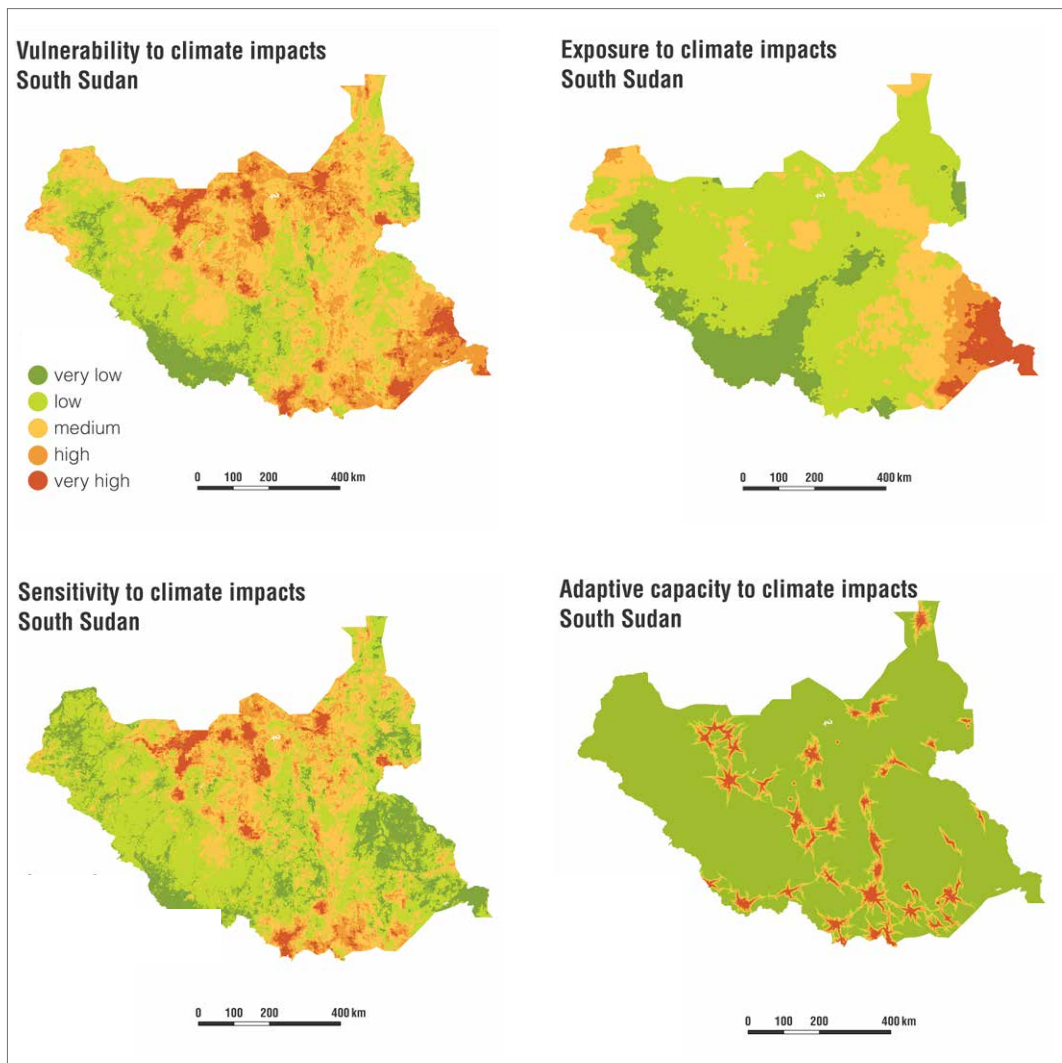 Vulnerability to climate impacts
South Sudan
Exposure to climate impacts
South Sudan
very low
low
medium
high
very high
0 100 200 400 km
0 100 200 400 km
Sensitivity to climate impacts
South Sudan
Adaptive capacity to climate impacts
South Sudan
0 100 200 400 km
0 100 200 400 km